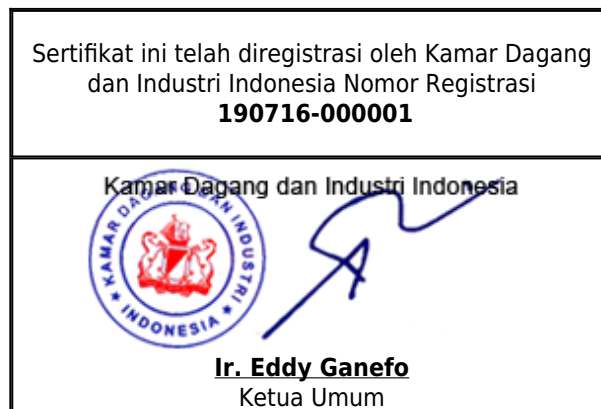 Sertifikat ini telah diregistrasi oleh Kamar Dagang
dan Industri Indonesia Nomor Registrasi
190716-000001
Kamar Dagang dan Industri Indonesia
KAMAR DAGANG DAN INDUSTRI
INDONESIA
Ir. Eddy Ganefo
Ketua Umum